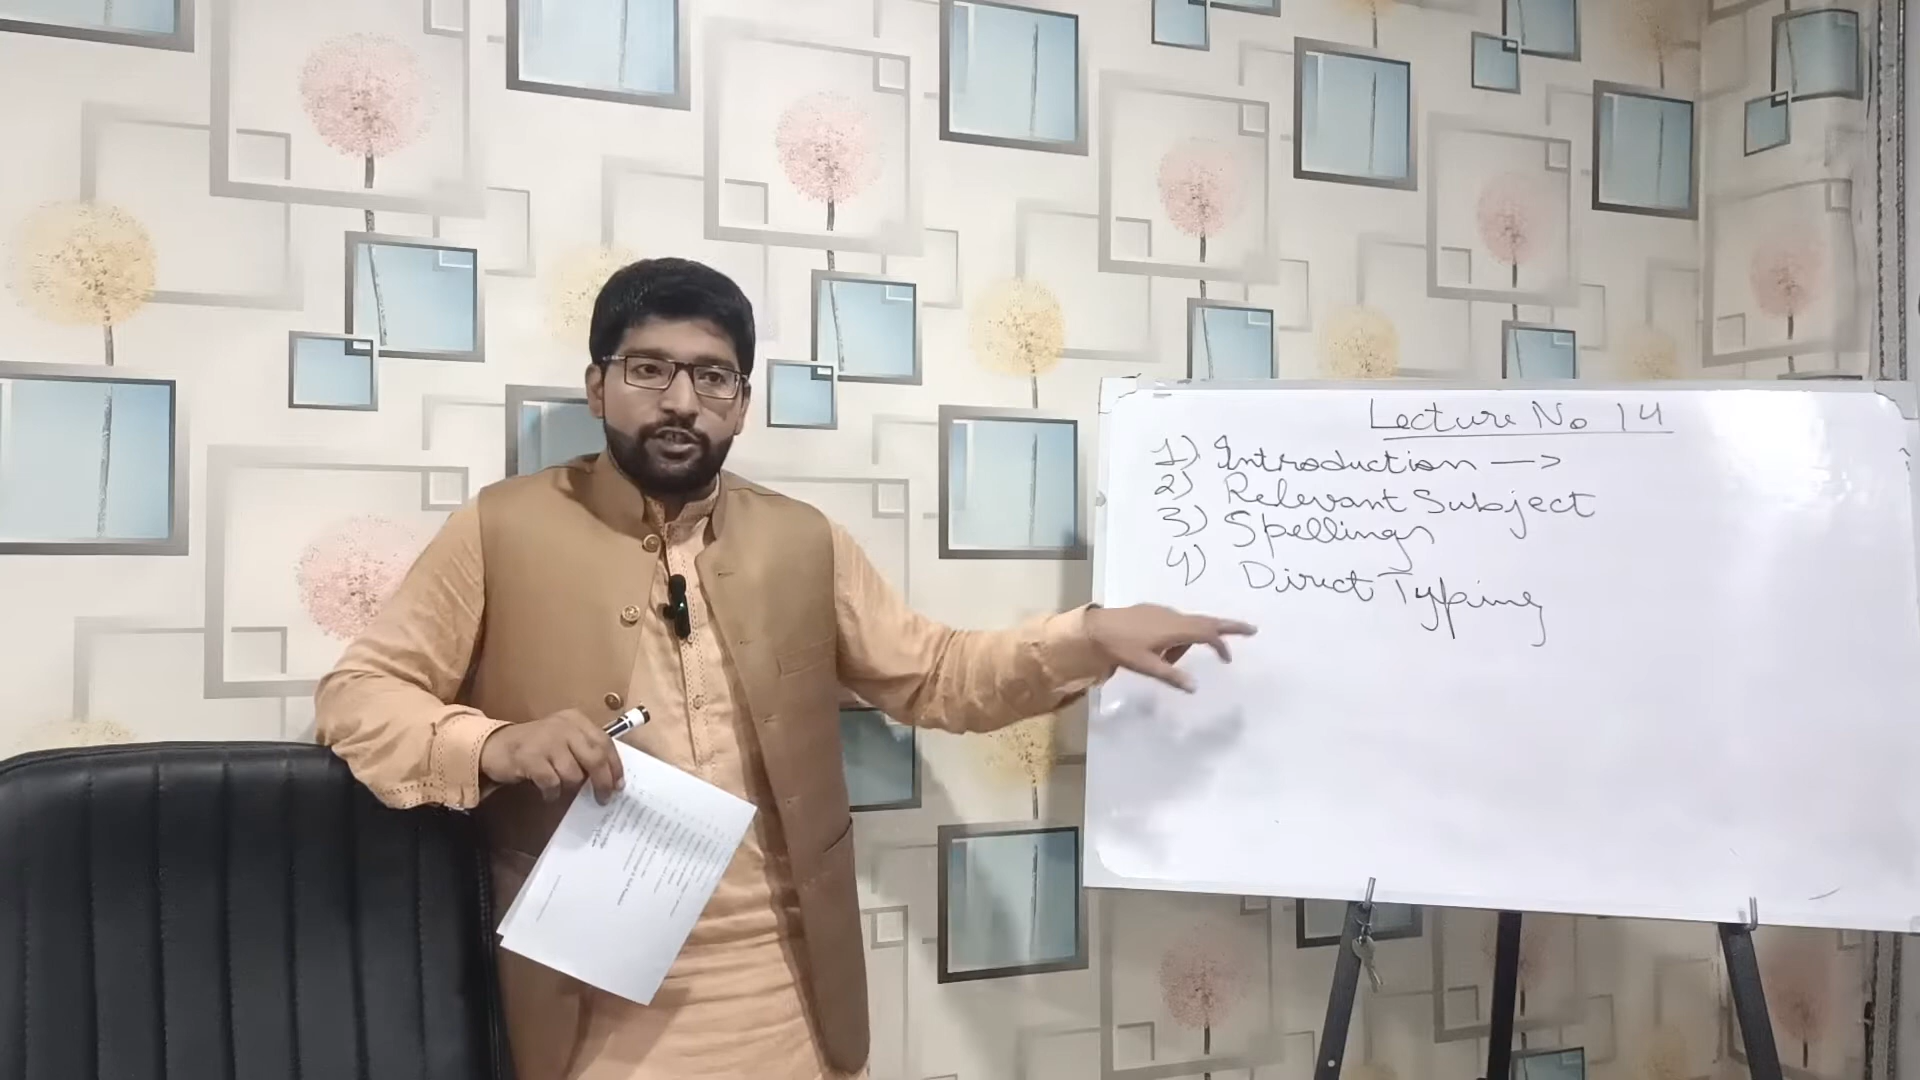 Lecture No 14
1) Introduction →
2) Relevant Subject
3) Spellings
4) Direct Typing